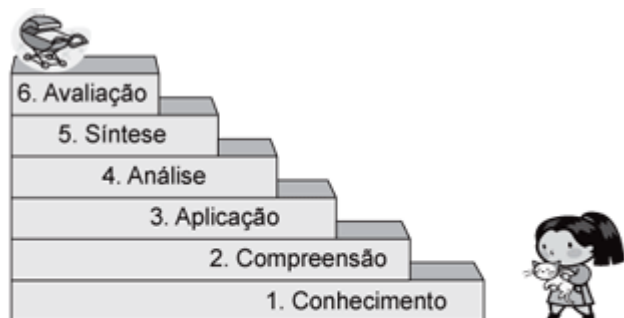 6. Avaliação
5. Síntese
4. Análise
3. Aplicação
2. Compreensão
1. Conhecimento